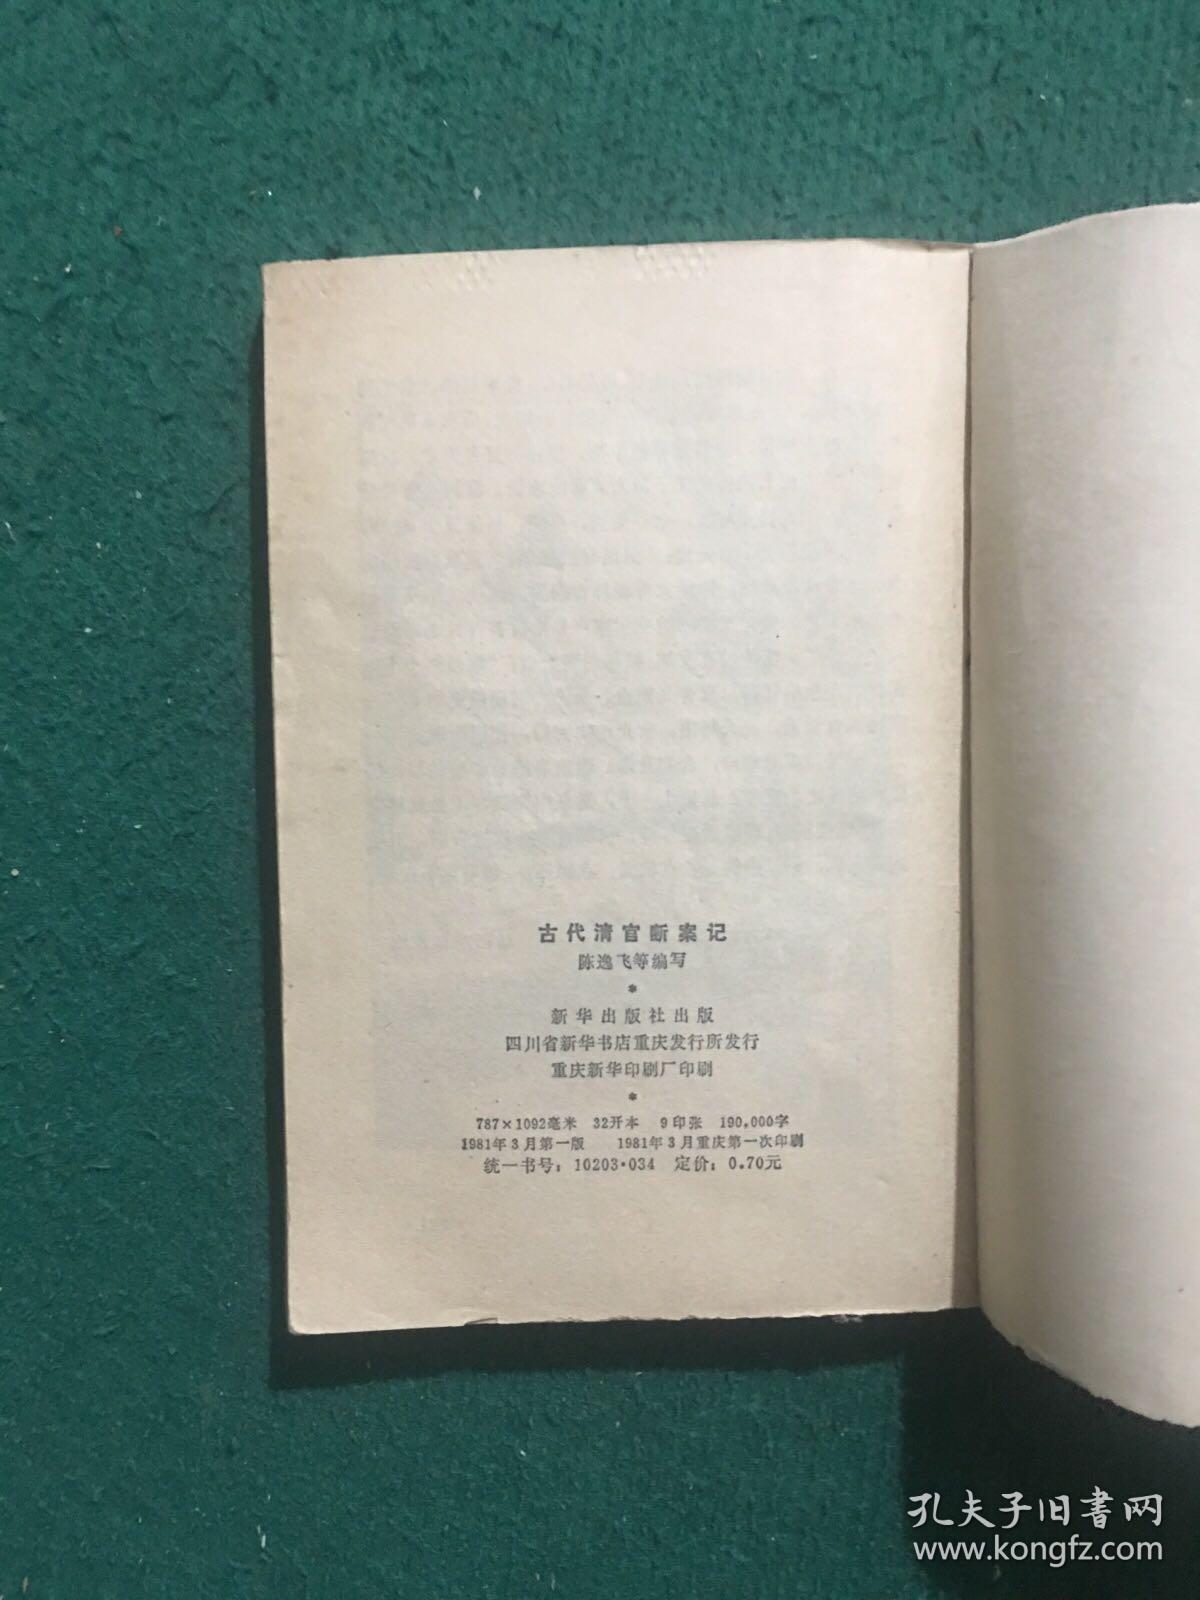 古代清官断案记
陈逸飞等编写
*
新华出版社出版
四川省新华书店重庆发行所发行
重庆新华印刷厂印刷
*
787×1092毫米 32开本 9印张 190,000字
1981年3月第一版 1981年3月重庆第一次印刷
统一书号：10203·034 定价：0.70元
孔夫子旧书网
www.kongfz.com